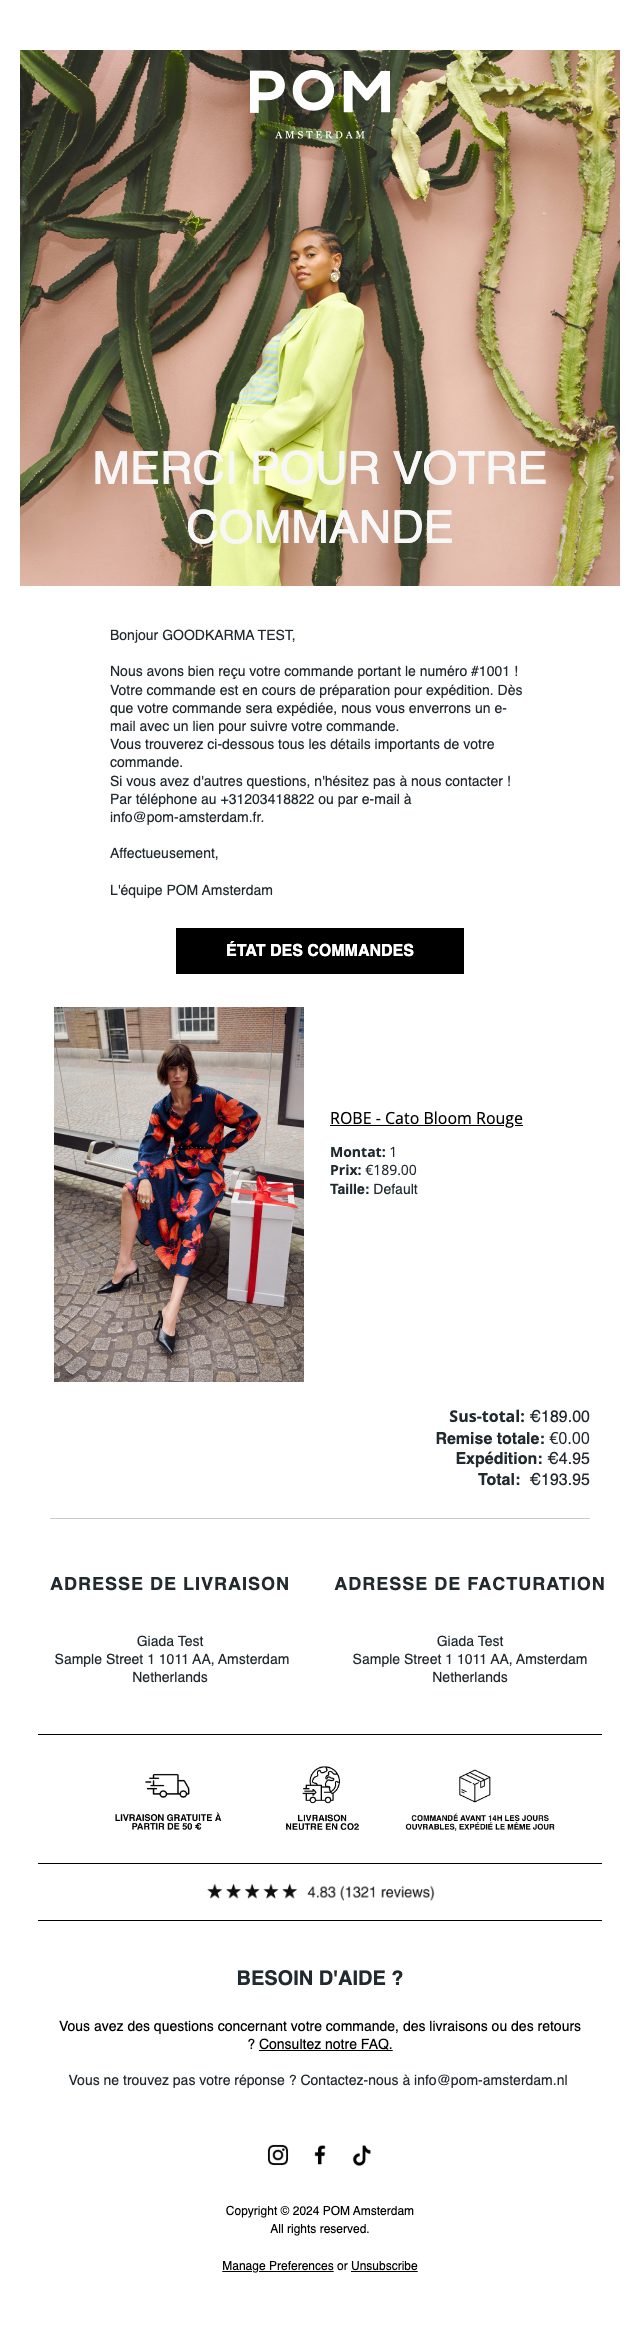 POM
AMSTERDAM
MERCI POUR VOTRE
COMMANDE
Bonjour GOODKARMA TEST,
Nous avons bien reçu votre commande portant le numéro #1001 !
Votre commande est en cours de préparation pour expédition. Dès
que votre commande sera expédiée, nous vous enverrons un e-
mail avec un lien pour suivre votre commande.
Vous trouverez ci-dessous tous les détails importants de votre
commande.
Si vous avez d'autres questions, n'hésitez pas à nous contacter !
Par téléphone au +31203418822 ou par e-mail à
info@pom-amsterdam.fr.
Affectueusement,
L'équipe POM Amsterdam
ÉTAT DES COMMANDES
ROBE - Cato Bloom Rouge
Montat: 1
Prix: €189.00
Taille: Default
Sus-total: €189.00
Remise totale: €0.00
Expédition: €4.95
Total: €193.95
ADRESSE DE LIVRAISON
Giada Test
Sample Street 1 1011 AA, Amsterdam
Netherlands
ADRESSE DE FACTURATION
Giada Test
Sample Street 1 1011 AA, Amsterdam
Netherlands
LIVRAISON GRATUITE À
PARTIR DE 50 €
LIVRAISON
NEUTRE EN CO2
COMMANDÉ AVANT 14H LES JOURS
OUVRABLES, EXPÉDIÉ LE MÊME JOUR
★★★★★ 4.83 (1321 reviews)
BESOIN D'AIDE ?
Vous avez des questions concernant votre commande, des livraisons ou des retours
? Consultez notre FAQ.
Vous ne trouvez pas votre réponse ? Contactez-nous à info@pom-amsterdam.nl
Copyright © 2024 POM Amsterdam
All rights reserved.
Manage Preferences or Unsubscribe